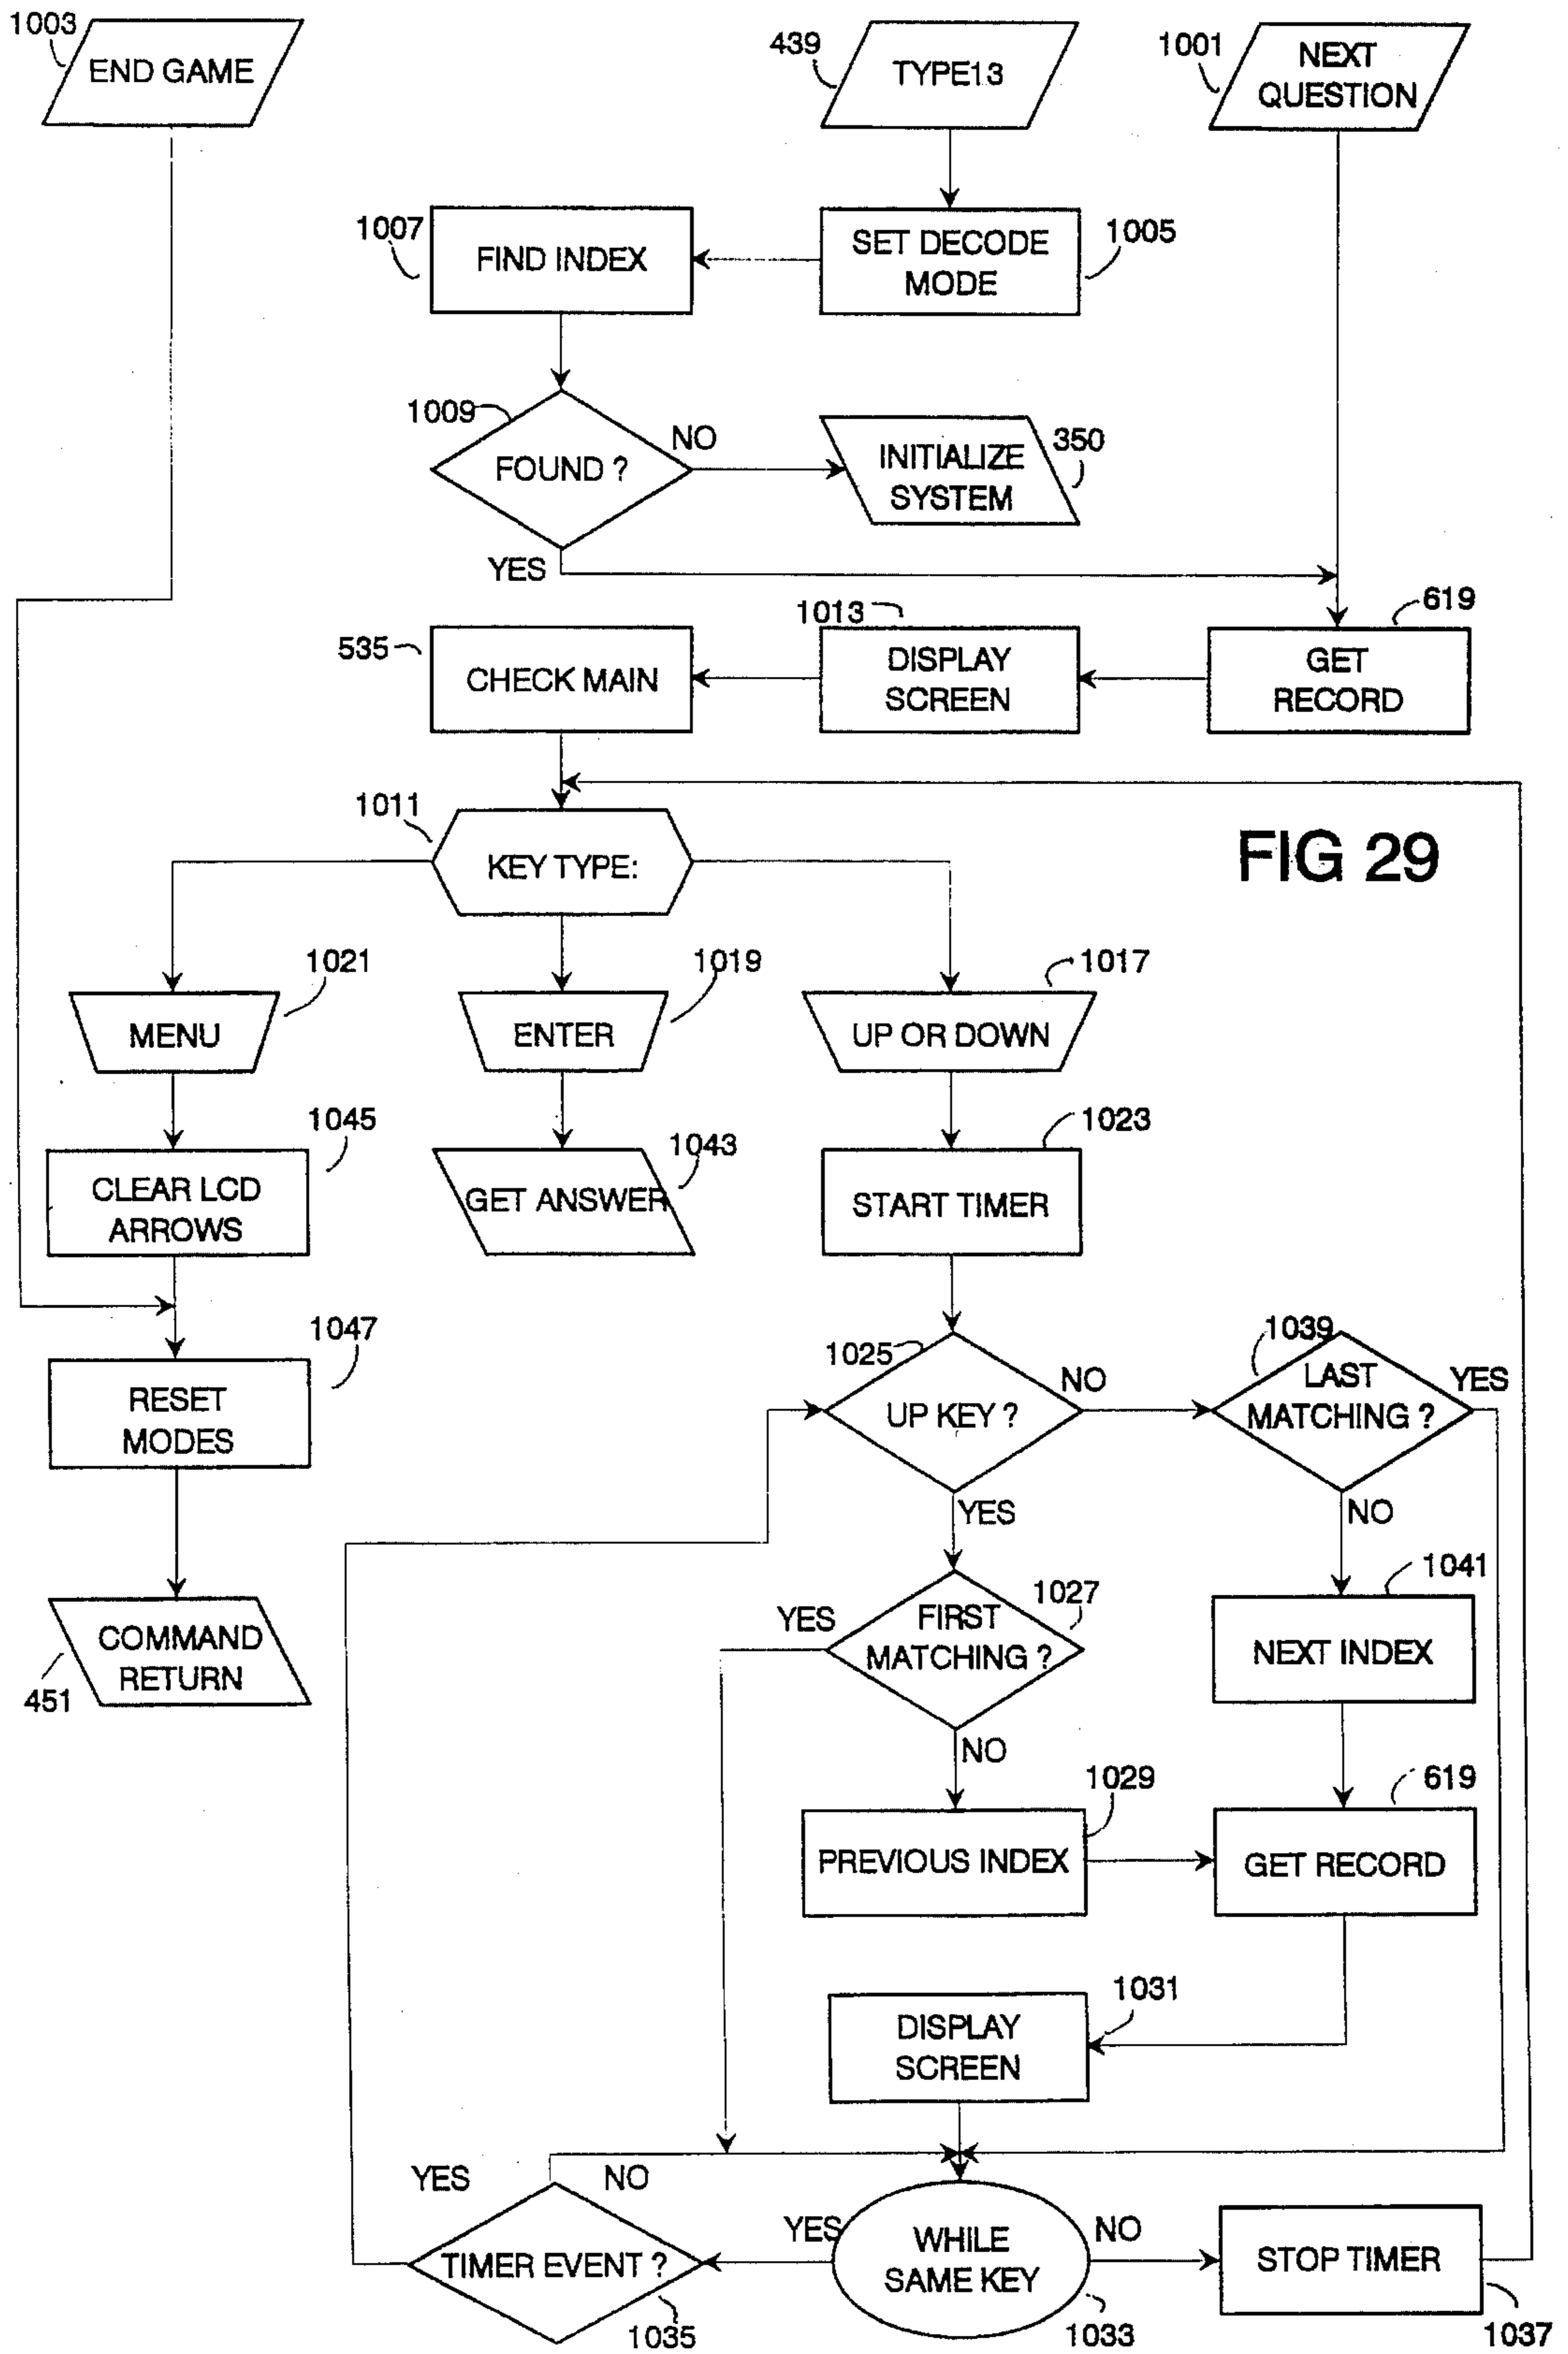 1003
END GAME
439
TYPE13
1001
NEXT
QUESTION
1007
FIND INDEX
SET DECODE
MODE
1005
1009
FOUND ?
NO
INITIALIZE
SYSTEM
350
YES
535
CHECK MAIN
1013
DISPLAY
SCREEN
619
GET
RECORD
1011
KEY TYPE:
FIG 29
1021
MENU
1019
ENTER
1017
UP OR DOWN
1045
CLEAR LCD
ARROWS
1043
GET ANSWER
1023
START TIMER
1047
RESET
MODES
1025
UP KEY ?
NO
YES
1039
LAST
MATCHING ?
YES
NO
COMMAND
RETURN
451
YES
FIRST
MATCHING ?
1027
NO
1041
NEXT INDEX
1029
PREVIOUS INDEX
619
GET RECORD
1031
DISPLAY
SCREEN
YES
NO
TIMER EVENT ?
1035
YES
WHILE
SAME KEY
1033
NO
STOP TIMER
1037